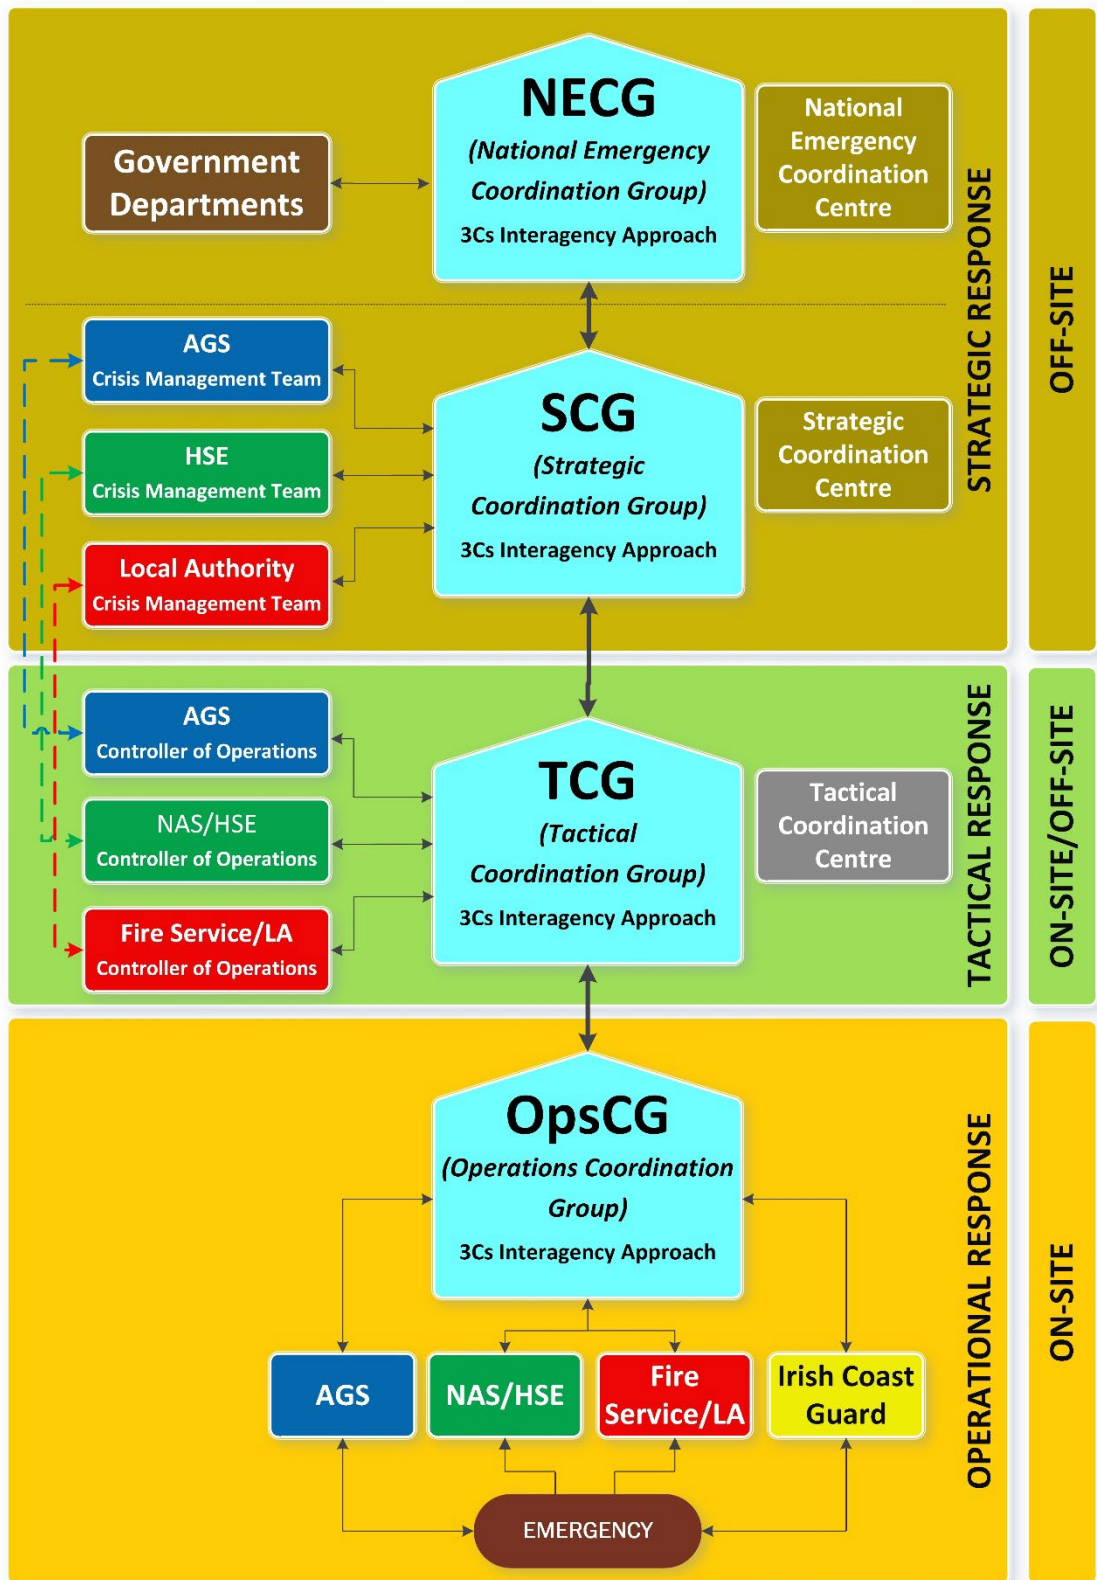 NECG
(National Emergency
Coordination Group)
3Cs Interagency Approach
Government
Departments
National
Emergency
Coordination
Centre
AGS
Crisis Management Team
HSE
Crisis Management Team
Local Authority
Crisis Management Team
SCG
(Strategic
Coordination Group)
3Cs Interagency Approach
Strategic
Coordination
Centre
STRATEGIC RESPONSE
OFF-SITE
AGS
Controller of Operations
NAS/HSE
Controller of Operations
Fire Service/LA
Controller of Operations
TCG
(Tactical
Coordination Group)
3Cs Interagency Approach
Tactical
Coordination
Centre
TACTICAL RESPONSE
ON-SITE/OFF-SITE
OpsCG
(Operations Coordination
Group)
3Cs Interagency Approach
AGS
NAS/HSE
Fire
Service/LA
Irish Coast
Guard
EMERGENCY
OPERATIONAL RESPONSE
ON-SITE